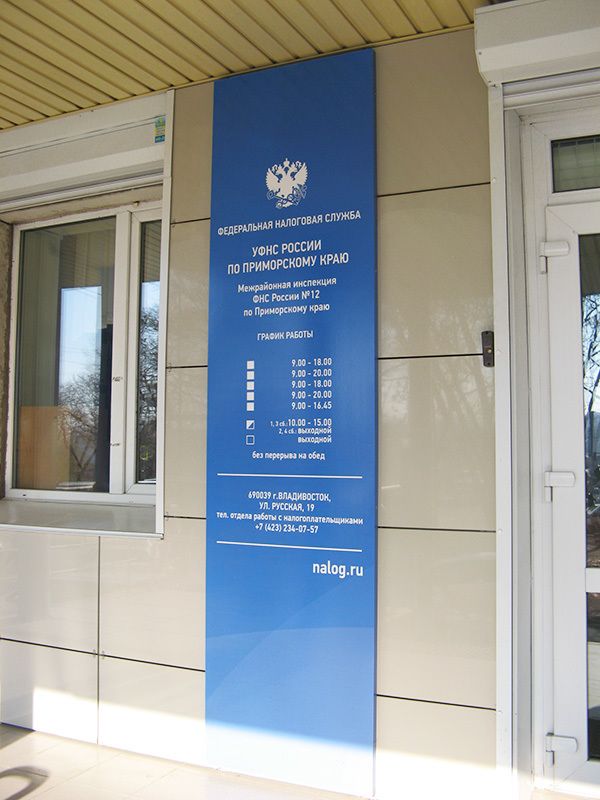 ФЕДЕРАЛЬНАЯ НАЛОГОВАЯ СЛУЖБА
УФНС РОССИИ
ПО ПРИМОРСКОМУ КРАЮ
Межрайонная инспекция
ФНС России №12
по Приморскому краю
ГРАФИК РАБОТЫ
9.00 - 18.00
9.00 - 20.00
9.00 - 18.00
9.00 - 20.00
9.00 - 16.45
1, 3 сб.: 10.00 - 15.00
2, 4 сб.: выходной
выходной
без перерыва на обед
690039 г.ВЛАДИВОСТОК,
УЛ. РУССКАЯ, 19
тел. отдела работы с налогоплательщиками
+7 (423) 234-07-57
nalog.ru